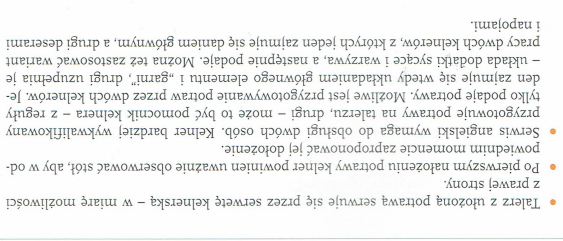 • Talerz z ułożoną potrawą serwuje się przez serwetę kelnerską – w miarę możliwości
z prawej strony.
• Po pierwszym nałożeniu potrawy kelner powinien uważnie obserwować stół, aby w od-
powiednim momencie zaproponować jej dołożenie.
• Serwis angielski wymaga do obsługi dwóch osób. Kelner bardziej wykwalifikowany
przygotowuje potrawy na talerzu, drugi – może to być pomocnik kelnera – z reguły
tylko podaje potrawy. Możliwe jest przygotowywanie potraw przez dwóch kelnerów. Je-
den zajmuje się wtedy układaniem głównego elementu i „garni”, drugi uzupełnia je
– układa dodatki sycące i warzywa, a następnie podaje. Można też zastosować wariant
pracy dwóch kelnerów, z których jeden zajmuje się daniem głównym, a drugi deserami
i napojami.